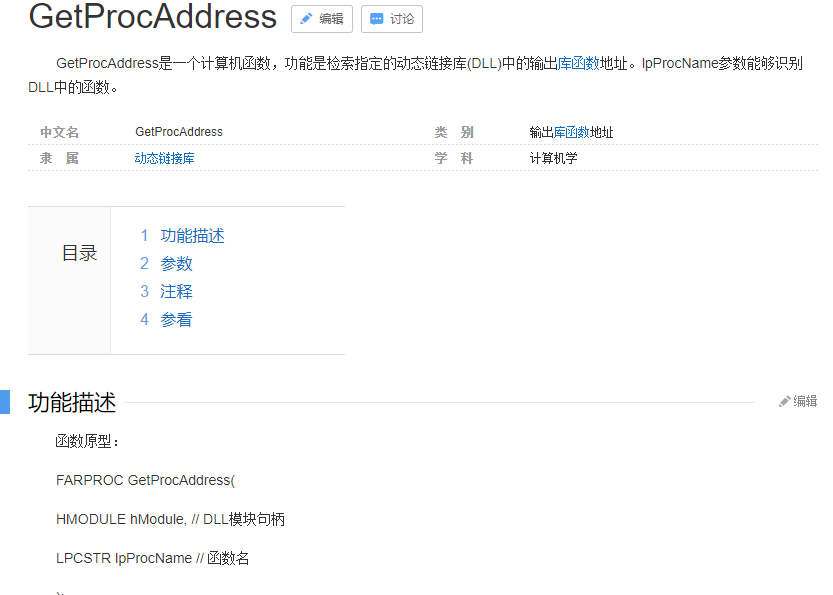 GetProcAddress 编辑 讨论
GetProcAddress是一个计算机函数，功能是检索指定的动态链接库(DLL)中的输出库函数地址。lpProcName参数能够识别
DLL中的函数。
中文名 GetProcAddress 类 别 输出库函数地址
隶 属 动态链接库 学 科 计算机学
目录
1 功能描述
2 参数
3 注释
4 参看
功能描述 编辑
函数原型：
FARPROC GetProcAddress(
HMODULE hModule, // DLL模块句柄
LPCSTR lpProcName // 函数名